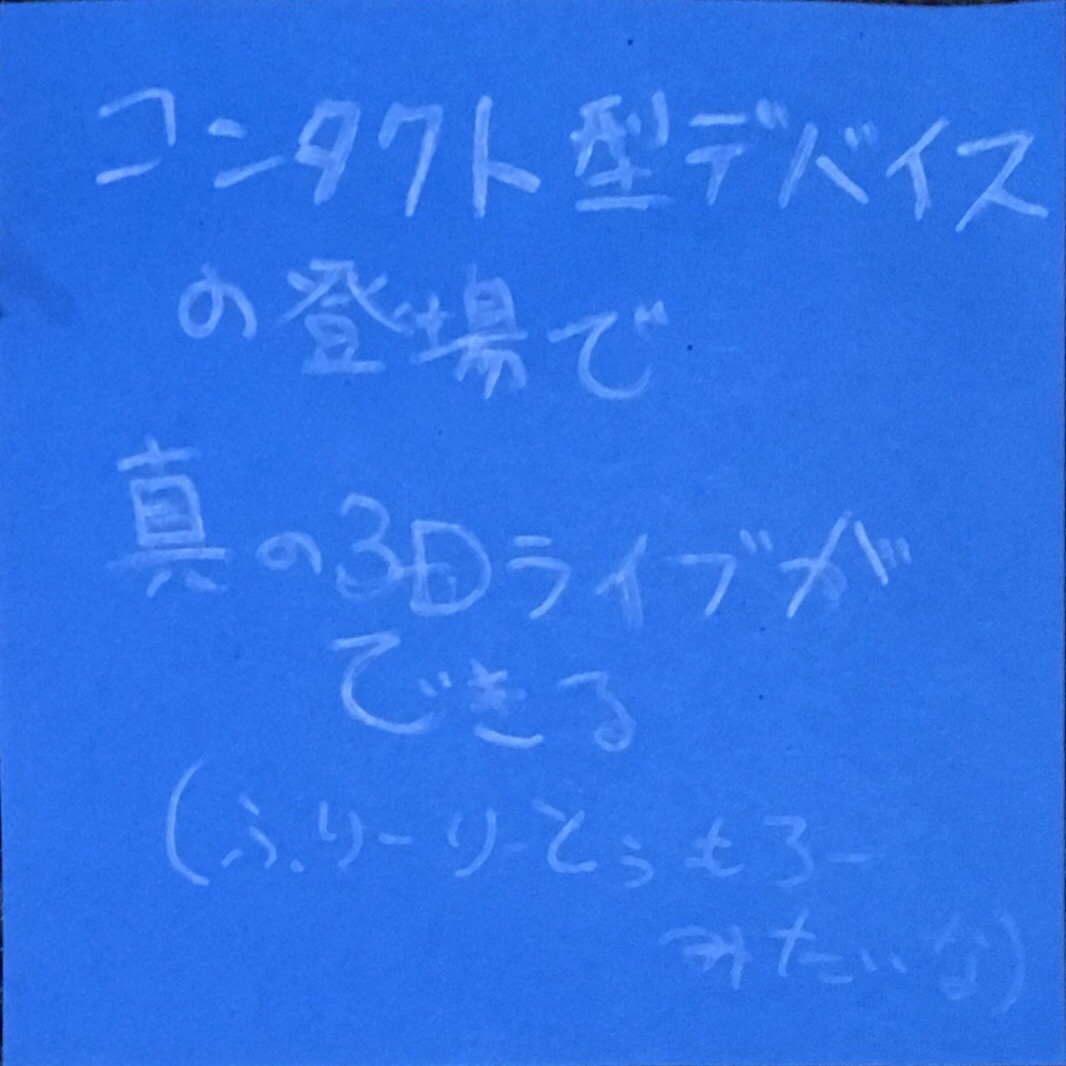 コンタクト型デバイス
の登場で
真の3Dライブが
できる
(ふりーりーとぅもろー
みたいな)